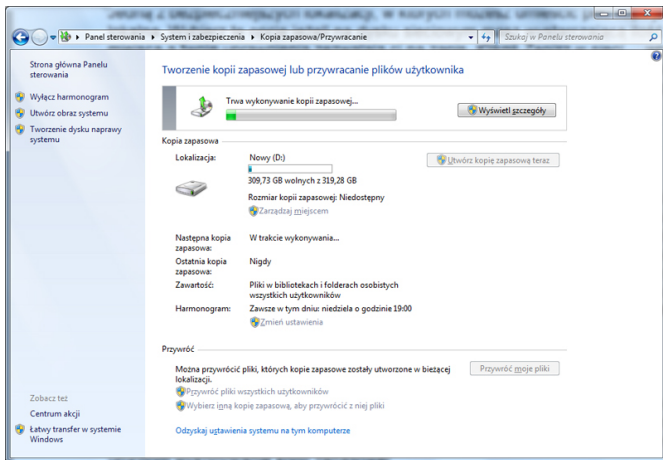 Panel sterowania ▸ System i zabezpieczenia ▸ Kopia zapasowa/Przywracanie
Szukaj w Panelu sterowania
Strona główna Panelu
sterowania
Wyłącz harmonogram
Utwórz obraz systemu
Tworzenie dysku naprawy
systemu
Tworzenie kopii zapasowej lub przywracanie plików użytkownika
Trwa wykonywanie kopii zapasowej...
Wyświetl szczegóły
Kopia zapasowa
Lokalizacja: Nowy (D:)
Utwórz kopię zapasową teraz
309,73 GB wolnych z 319,28 GB
Rozmiar kopii zapasowej: Niedostępny
Zarządzaj miejscem
Następna kopia W trakcie wykonywania...
zapasowa:
Ostatnia kopia Nigdy
zapasowa:
Zawartość: Pliki w bibliotekach i folderach osobistych
wszystkich użytkowników
Harmonogram: Zawsze w tym dniu: niedziela o godzinie 19:00
Zmień ustawienia
Przywróć
Można przywrócić pliki, których kopie zapasowe zostały utworzone w bieżącej
lokalizacji.
Przywróć moje pliki
Przywróć pliki wszystkich użytkowników
Wybierz inną kopię zapasową, aby przywrócić z niej pliki
Odzyskaj ustawienia systemu na tym komputerze
Zobacz też
Centrum akcji
Łatwy transfer w systemie
Windows